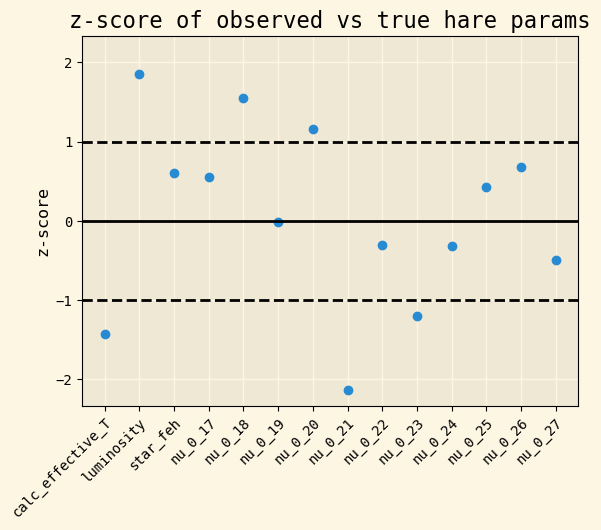 z-score of observed vs true hare params
z-score
2
1
0
−1
−2
calc_effective_T
luminosity
star_feh
nu_0_17
nu_0_18
nu_0_19
nu_0_20
nu_0_21
nu_0_22
nu_0_23
nu_0_24
nu_0_25
nu_0_26
nu_0_27